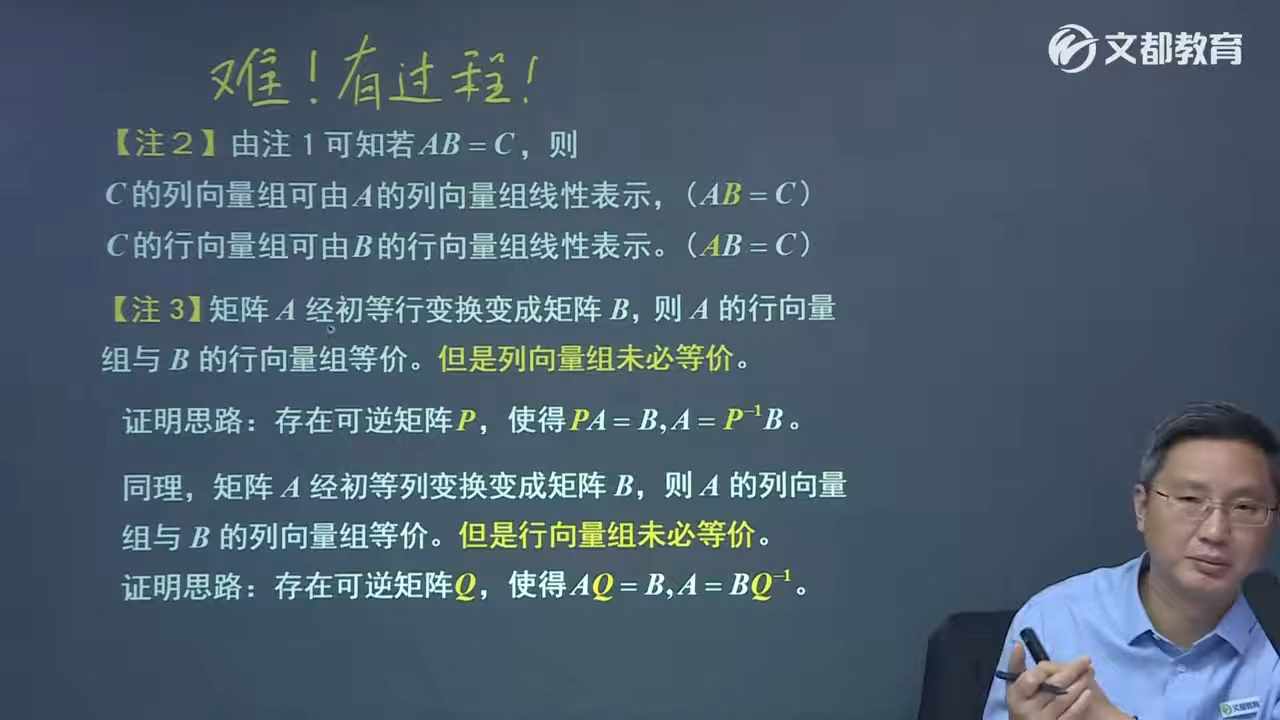 文都教育
难！有过程！
【注２】由注１可知若AB = C，则
C的列向量组可由A的列向量组线性表示，（AB = C）
C的行向量组可由B的行向量组线性表示。（AB = C）
【注 3】矩阵 A 经初等行变换变成矩阵 B，则 A 的行向量
组与 B 的行向量组等价。但是列向量组未必等价。
证明思路：存在可逆矩阵P，使得PA = B, A = P⁻¹B。
同理，矩阵 A 经初等列变换变成矩阵 B，则 A 的列向量
组与 B 的列向量组等价。但是行向量组未必等价。
证明思路：存在可逆矩阵Q，使得AQ = B, A = BQ⁻¹。
文都教育